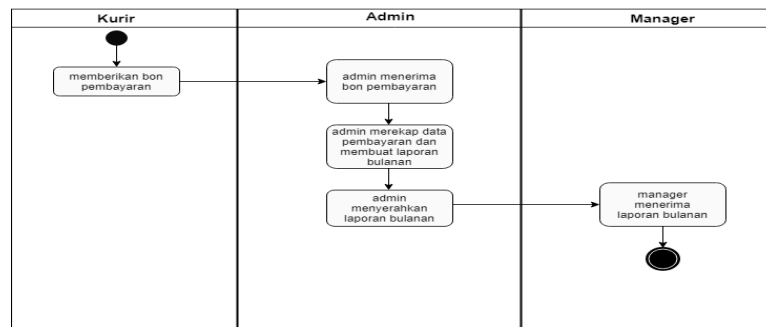 Kurir
Admin
Manager
memberikan bon
pembayaran
admin menerima
bon pembayaran
admin merekap data
pembayaran dan
membuat laporan
bulanan
admin
menyerahkan
laporan bulanan
manager
menerima
laporan bulanan